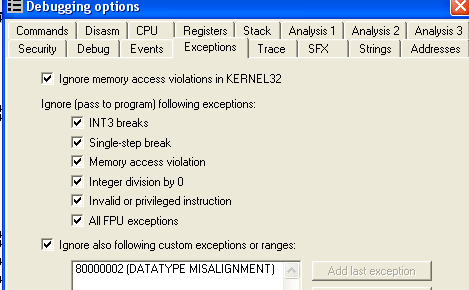 Debugging options
Commands Disasm CPU Registers Stack Analysis 1 Analysis 2 Analysis 3
Security Debug Events Exceptions Trace SFX Strings Addresses
Ignore memory access violations in KERNEL32
Ignore (pass to program) following exceptions:
INT3 breaks
Single-step break
Memory access violation
Integer division by 0
Invalid or privileged instruction
All FPU exceptions
Ignore also following custom exceptions or ranges:
80000002 (DATATYPE MISALIGNMENT)
Add last exception